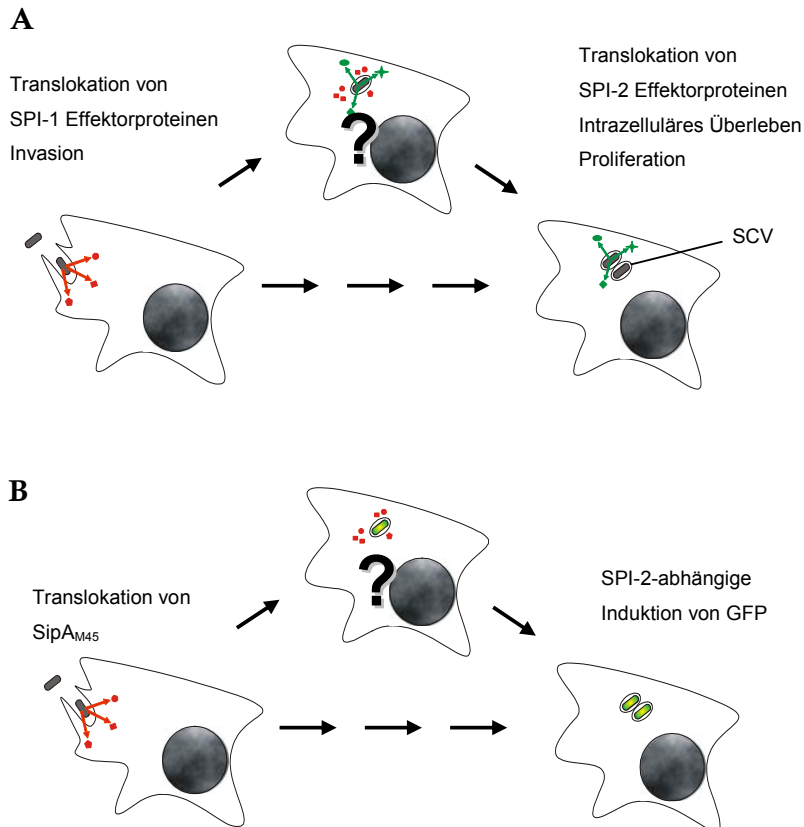 A
Translokation von
SPI-1 Effektorproteinen
Invasion
?
Translokation von
SPI-2 Effektorproteinen
Intrazelluläres Überleben
Proliferation
SCV
B
Translokation von
SipAM45
?
SPI-2-abhängige
Induktion von GFP